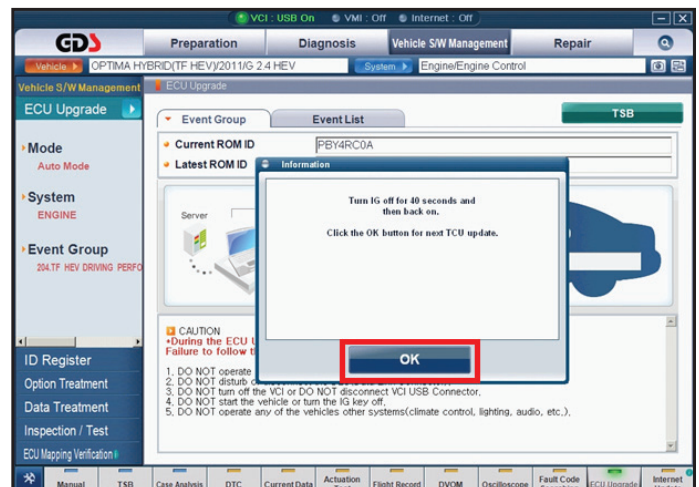 VCI : USB On VMI : Off Internet : Off
GDS Preparation Diagnosis Vehicle S/W Management Repair
Vehicle OPTIMA HYBRID(TF HEV)/2011/G 2.4 HEV System Engine/Engine Control
Vehicle S/W Management ECU Upgrade
ECU Upgrade
Event Group Event List TSB
Mode
Auto Mode
Current ROM ID PBY4RC0A
Latest ROM ID
Information
System
ENGINE
Server
Turn IG off for 40 seconds and
then back on.
Click the OK button for next TCU update.
Event Group
204.TF HEV DRIVING PERFO
OK
CAUTION
•During the ECU
Failure to follow
1, DO NOT operate
2, DO NOT disturb
3, DO NOT turn off the VCI or DO NOT disconnect VCI USB Connector,
4, DO NOT start the vehicle or turn the IG key off,
5, DO NOT operate any of the vehicles other systems(climate control, lighting, audio, etc,),
ID Register
Option Treatment
Data Treatment
Inspection / Test
ECU Mapping Verification
Manual TSB Case Analysis DTC Current Data Actuation Flight Record DVOM Oscilloscope Fault Code ECU Upgrade Internet